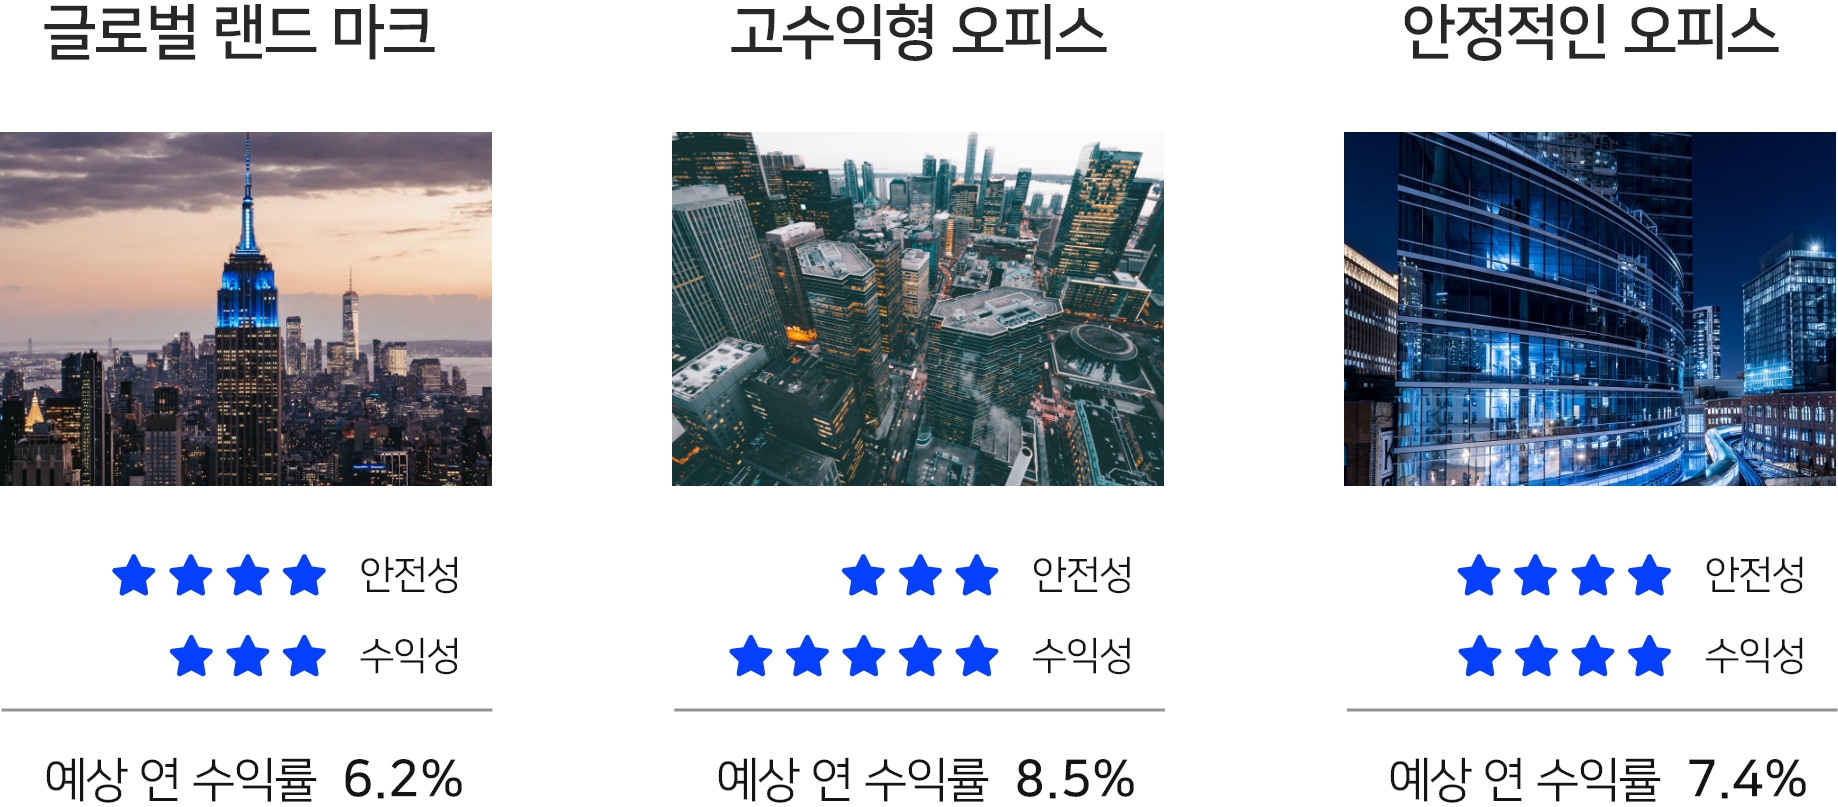 글로벌 랜드 마크
고수익형 오피스
안정적인 오피스
안전성
수익성
예상 연 수익률 6.2%
안전성
수익성
예상 연 수익률 8.5%
안전성
수익성
예상 연 수익률 7.4%